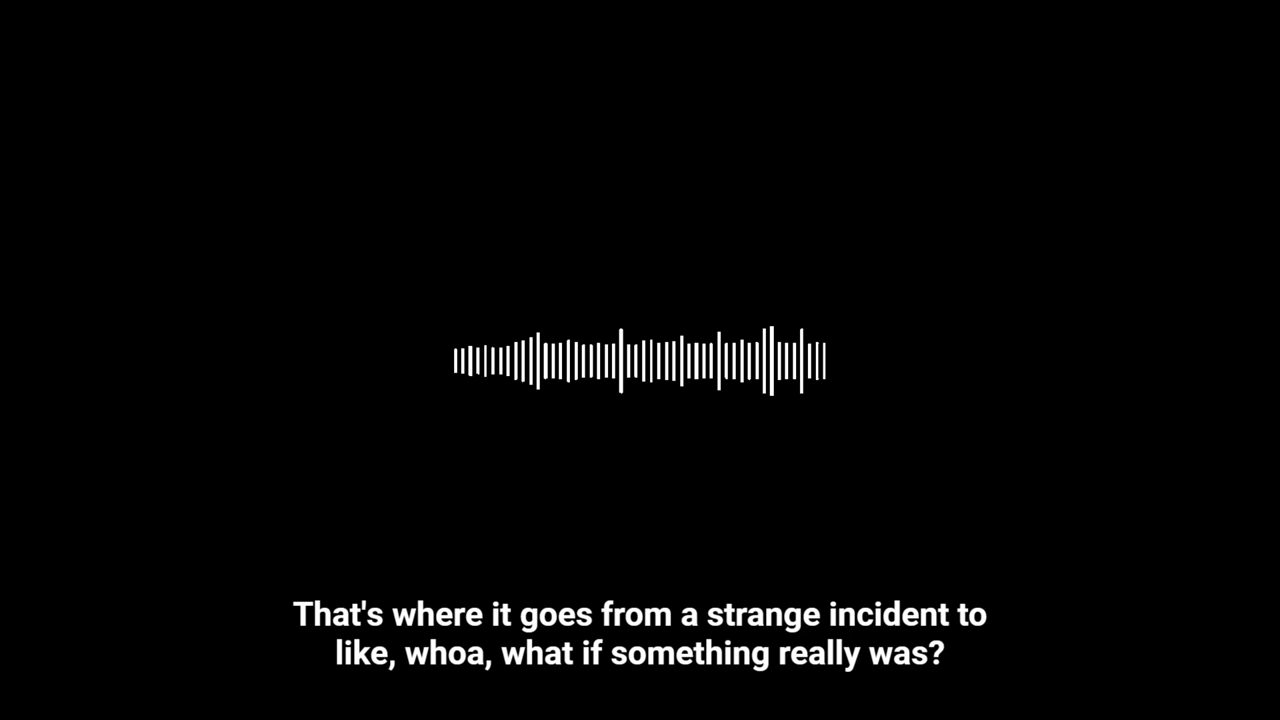 That's where it goes from a strange incident to
like, whoa, what if something really was?